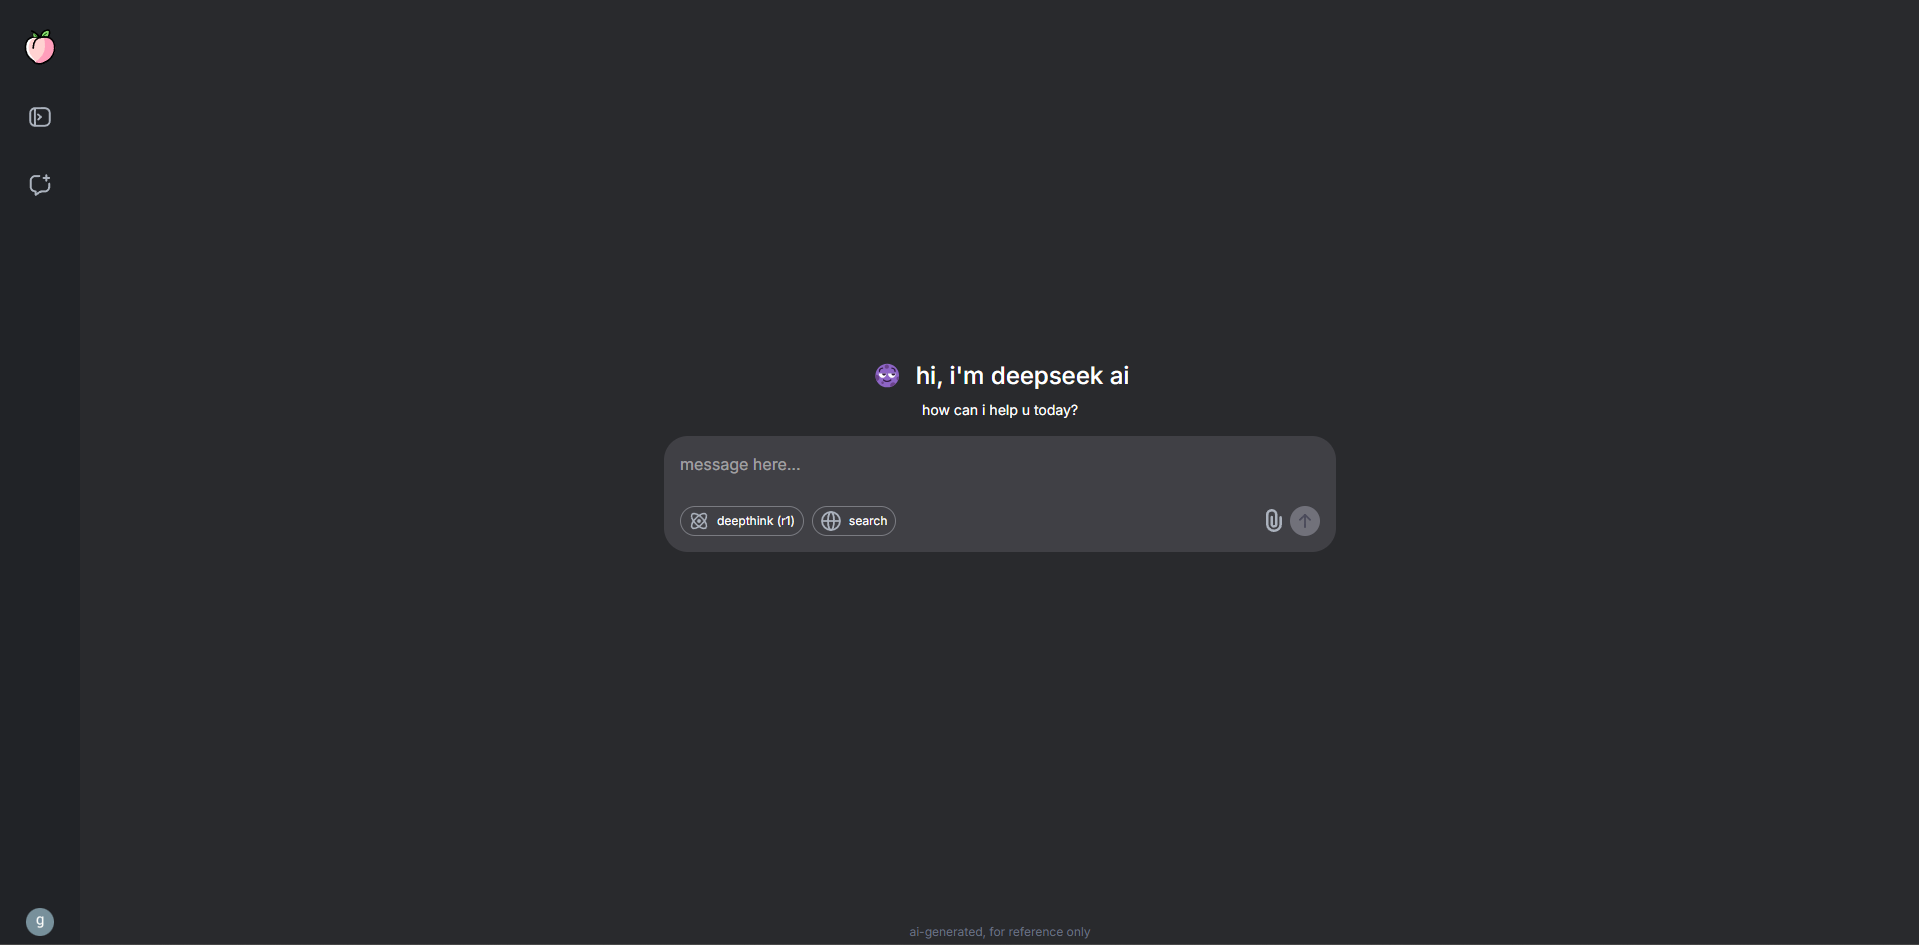 hi, i'm deepseek ai
how can i help u today?
message here...
deepthink (r1) search
g
ai-generated, for reference only